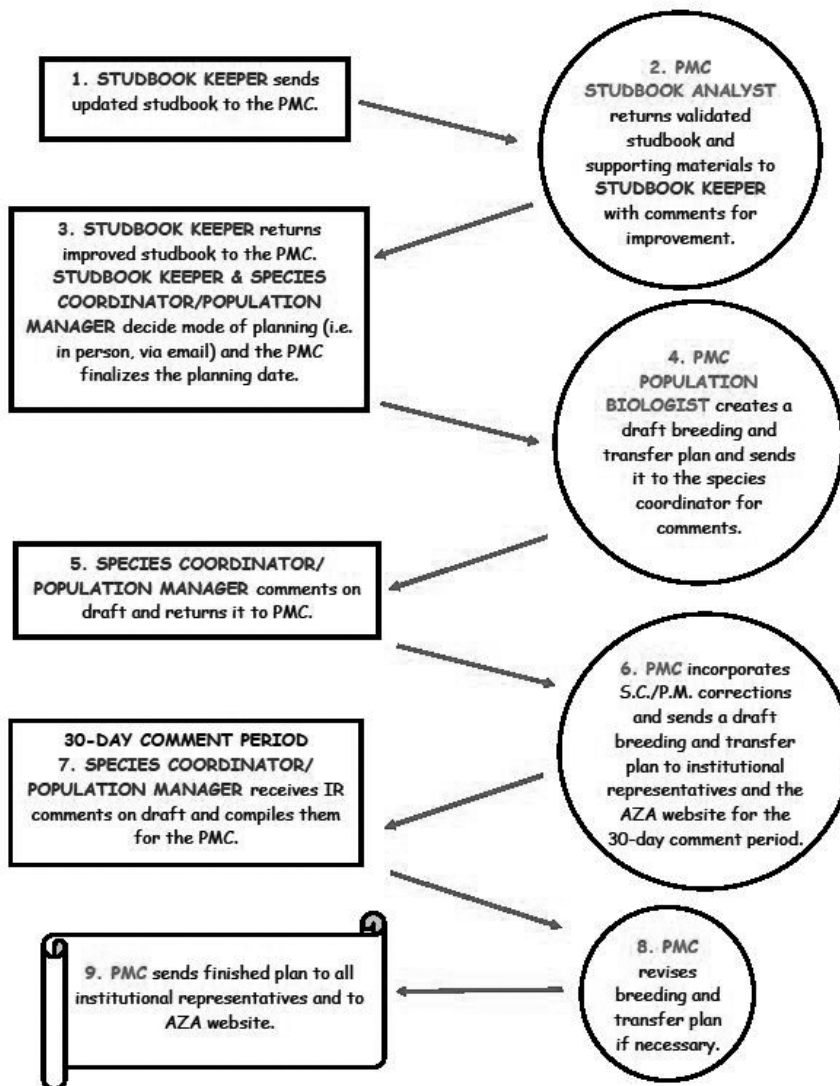 1. STUDBOOK KEEPER sends
updated studbook to the PMC.
2. PMC
STUDBOOK ANALYST
returns validated
studbook and
supporting materials to
STUDBOOK KEEPER
with comments for
improvement.
3. STUDBOOK KEEPER returns
improved studbook to the PMC.
STUDBOOK KEEPER & SPECIES
COORDINATOR/POPULATION
MANAGER decide mode of planning (i.e.
in person, via email) and the PMC
finalizes the planning date.
4. PMC
POPULATION
BIOLOGIST creates a
draft breeding and
transfer plan and sends
it to the species
coordinator for
comments.
5. SPECIES COORDINATOR/
POPULATION MANAGER comments on
draft and returns it to PMC.
6. PMC incorporates
S.C./P.M. corrections
and sends a draft
breeding and transfer
plan to institutional
representatives and the
AZA website for the
30-day comment period.
30-DAY COMMENT PERIOD
7. SPECIES COORDINATOR/
POPULATION MANAGER receives IR
comments on draft and compiles them
for the PMC.
8. PMC
revises
breeding and
transfer plan
if necessary.
9. PMC sends finished plan to all
institutional representatives and to
AZA website.